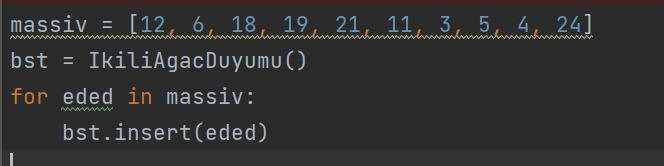 massiv = [12, 6, 18, 19, 21, 11, 3, 5, 4, 24]
bst = IkiliAgacDuyumu()
for eded in massiv:
    bst.insert(eded)